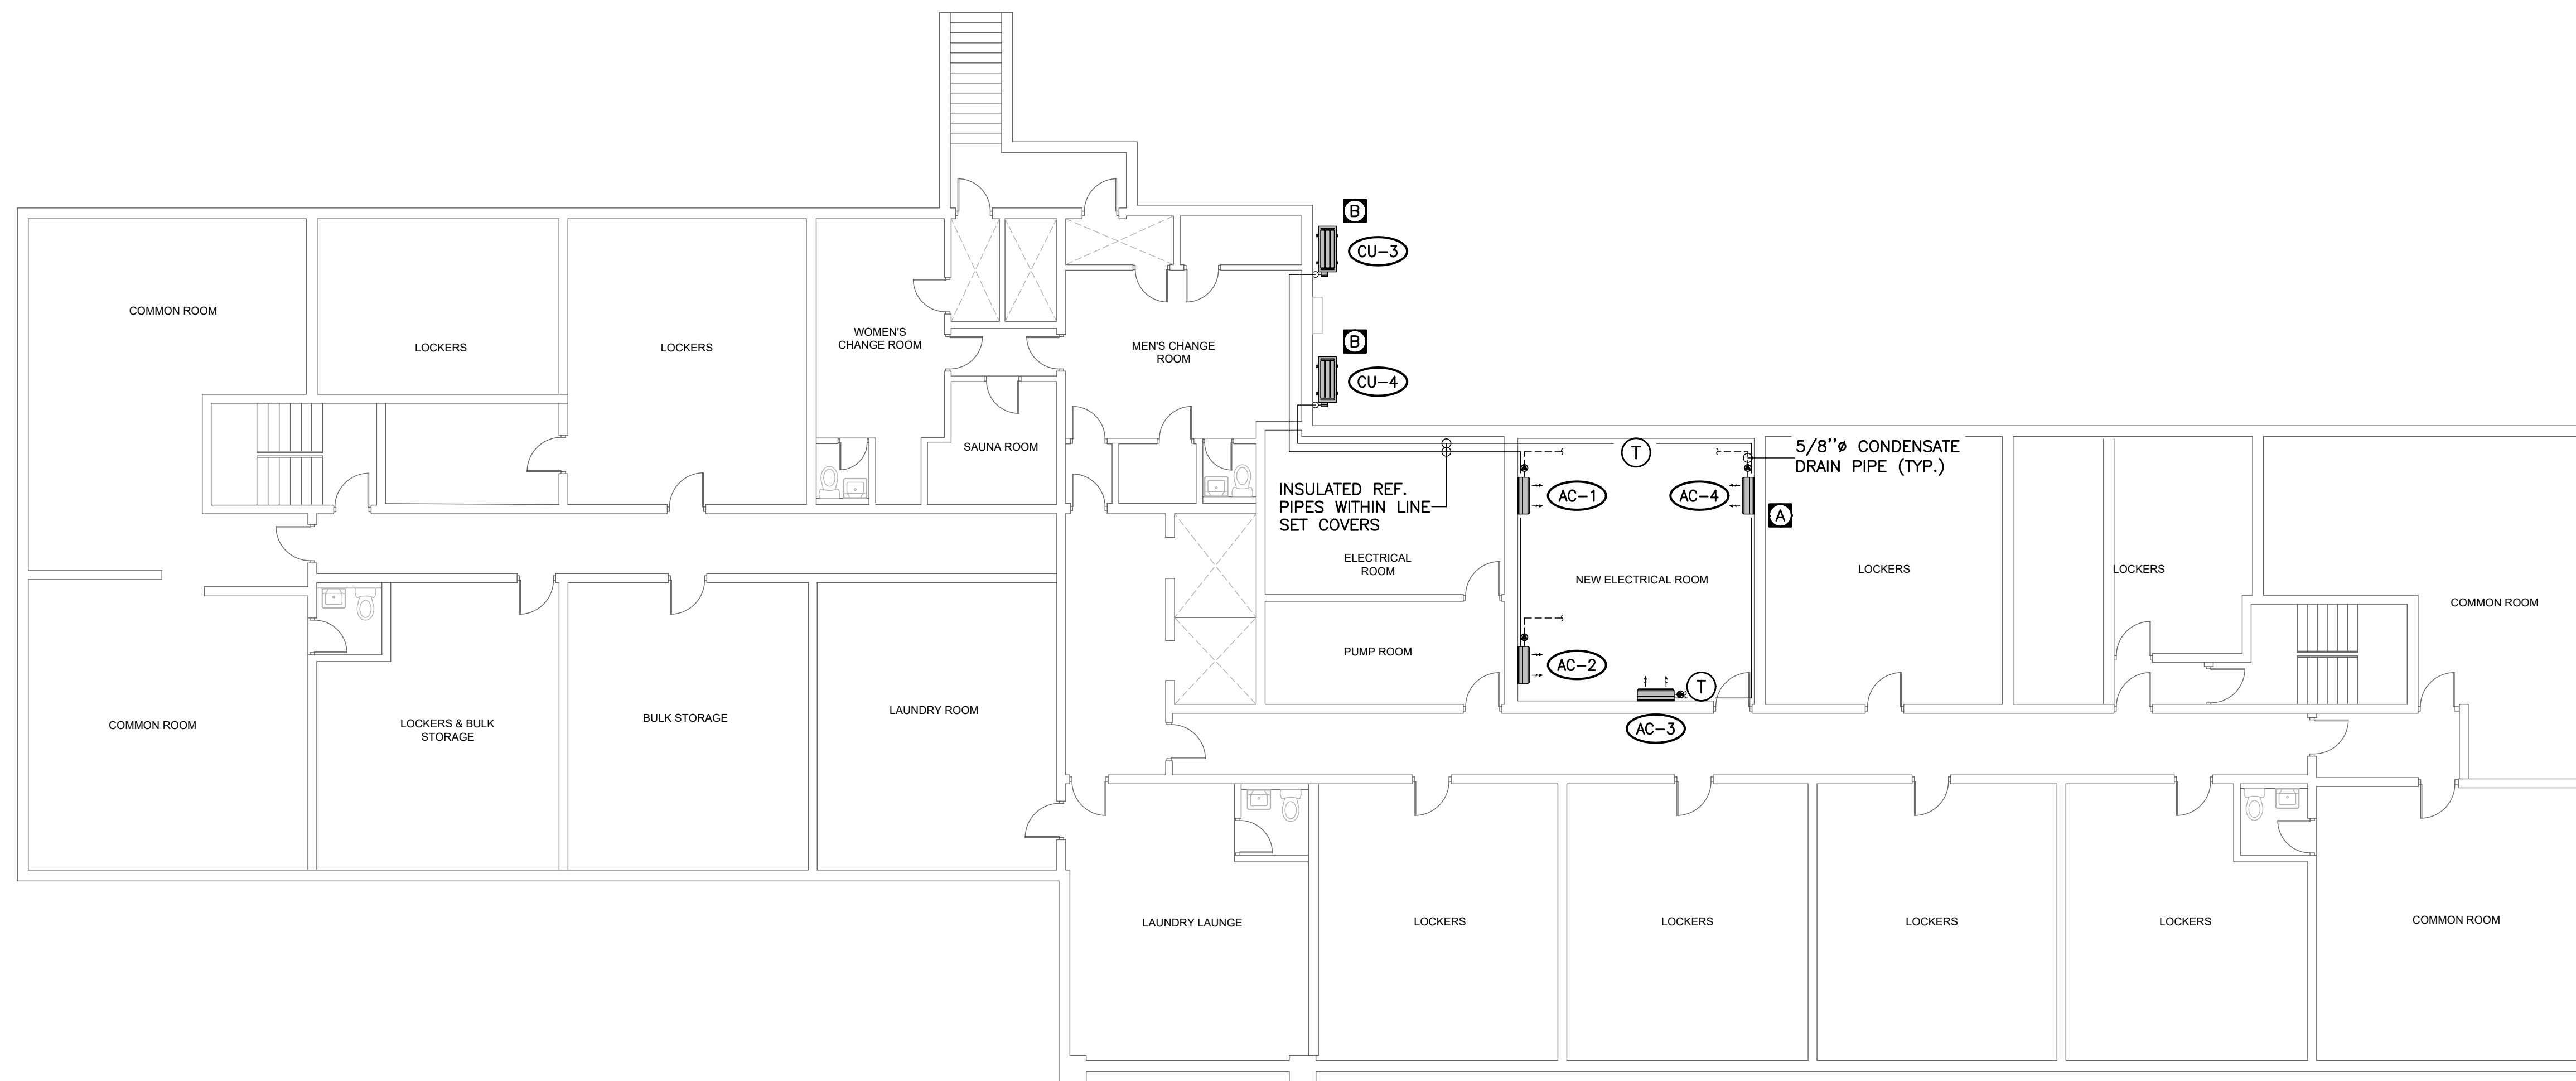 B
CU-3
B
CU-4
COMMON ROOM
LOCKERS
LOCKERS
WOMEN'S
CHANGE ROOM
MEN'S CHANGE
ROOM
SAUNA ROOM
INSULATED REF.
PIPES WITHIN LINE
SET COVERS
T
5/8''ø CONDENSATE
DRAIN PIPE (TYP.)
AC-1
AC-4
A
ELECTRICAL
ROOM
NEW ELECTRICAL ROOM
LOCKERS
LOCKERS
COMMON ROOM
PUMP ROOM
AC-2
T
AC-3
COMMON ROOM
LOCKERS & BULK
STORAGE
BULK STORAGE
LAUNDRY ROOM
LAUNDRY LAUNGE
LOCKERS
LOCKERS
LOCKERS
LOCKERS
COMMON ROOM